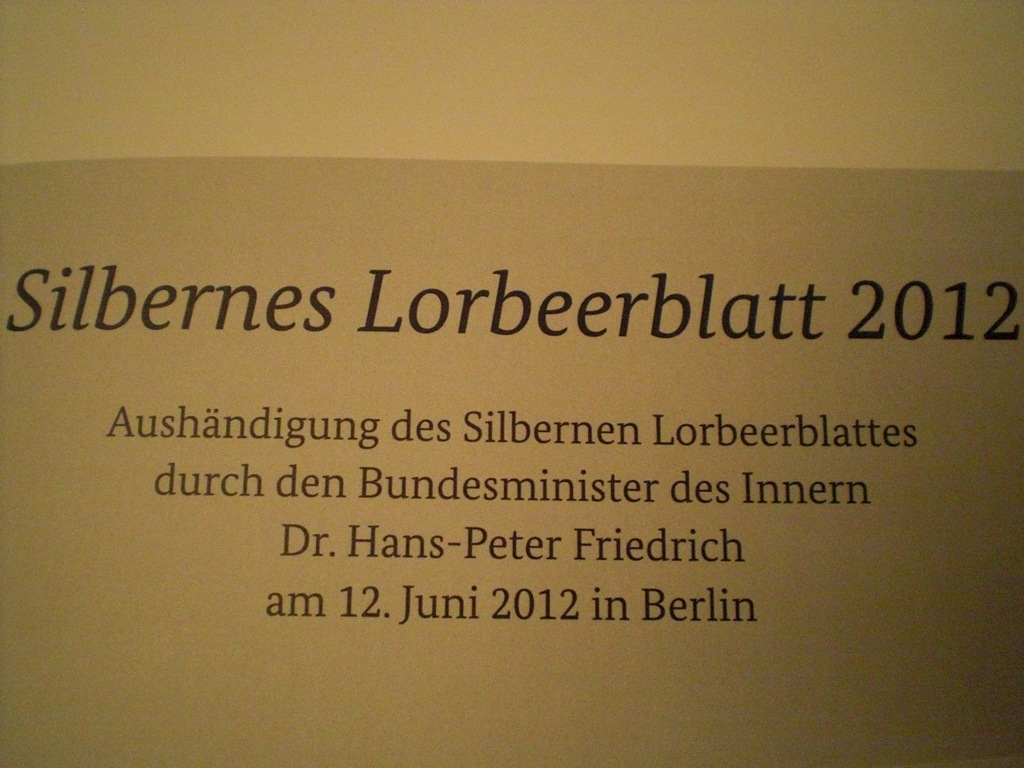 Silbernes Lorbeerblatt 2012
Aushändigung des Silbernen Lorbeerblattes
durch den Bundesminister des Innern
Dr. Hans-Peter Friedrich
am 12. Juni 2012 in Berlin